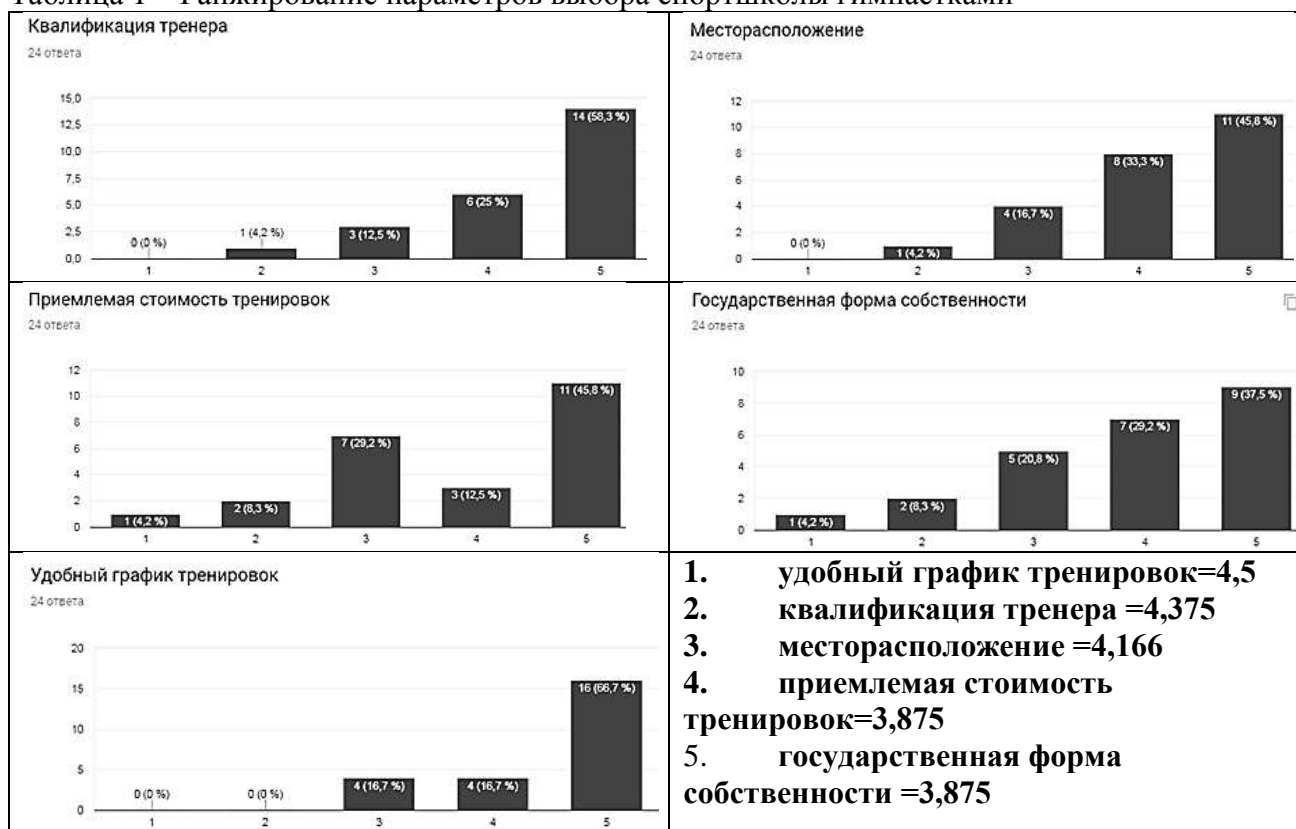 Таблица 1 – Ранжирование параметров выбора спортшколы гимнастками
Квалификация тренера
24 ответа
15,0
12,5
10,0
7,5
5,0
2,5
0,0
0 (0 %)
1 (4,2 %)
3 (12,5 %)
6 (25 %)
14 (58,3 %)
1 2 3 4 5
Месторасположение
24 ответа
12
10
8
6
4
2
0
0 (0 %)
1 (4,2 %)
4 (16,7 %)
8 (33,3 %)
11 (45,8 %)
1 2 3 4 5
Приемлемая стоимость тренировок
24 ответа
12
10
8
6
4
2
0
1 (4,2 %)
2 (8,3 %)
7 (29,2 %)
3 (12,5 %)
11 (45,8 %)
1 2 3 4 5
Государственная форма собственности
24 ответа
10
8
6
4
2
0
1 (4,2 %)
2 (8,3 %)
5 (20,8 %)
7 (29,2 %)
9 (37,5 %)
1 2 3 4 5
Удобный график тренировок
24 ответа
20
15
10
5
0
0 (0 %)
0 (0 %)
4 (16,7 %)
4 (16,7 %)
16 (66,7 %)
1 2 3 4 5
1. удобный график тренировок=4,5
2. квалификация тренера =4,375
3. месторасположение =4,166
4. приемлемая стоимость
тренировок=3,875
5. государственная форма
собственности =3,875